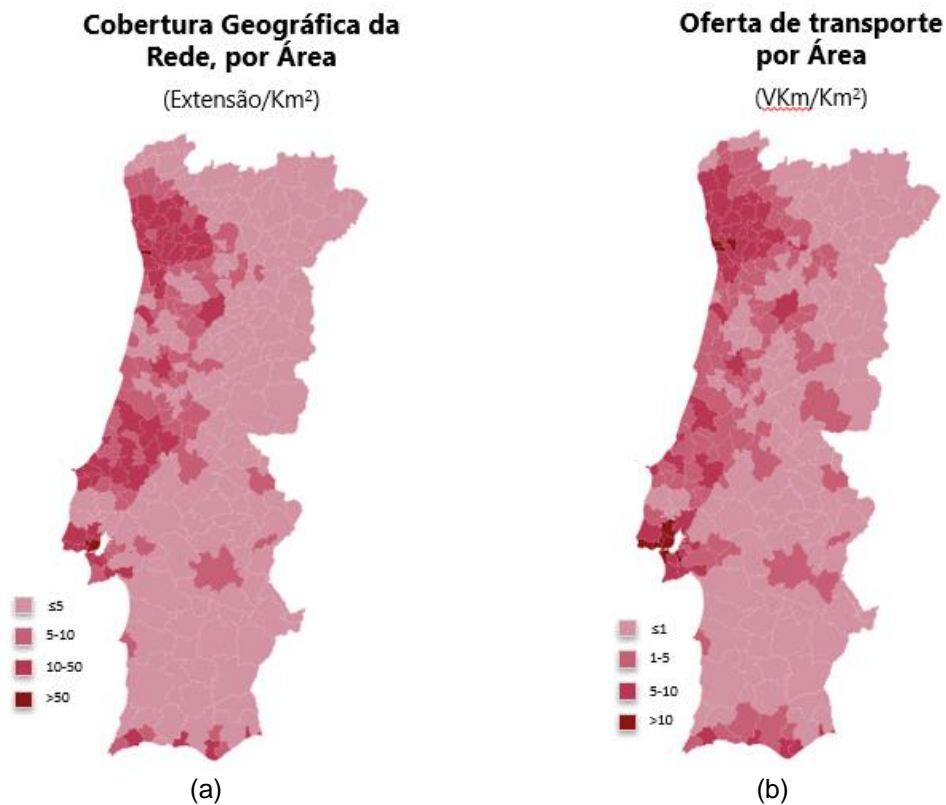 Cobertura Geográfica da
Rede, por Área
(Extensão/Km²)
≤5
5-10
10-50
>50
(a)
Oferta de transporte
por Área
(VKm/Km²)
≤1
1-5
5-10
>10
(b)